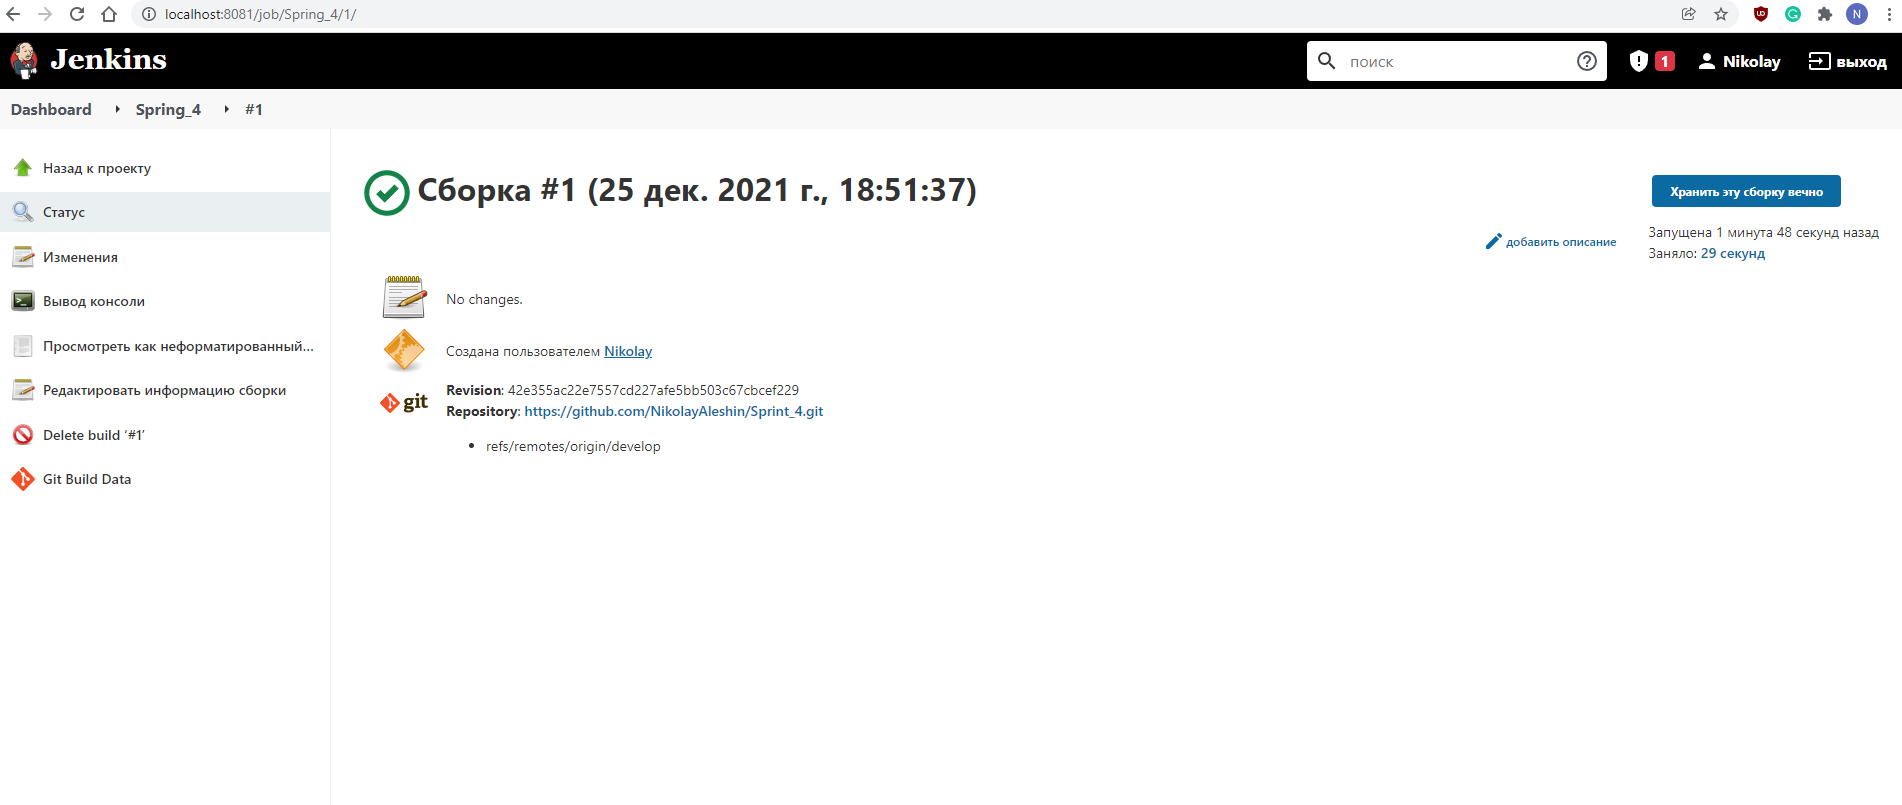 localhost:8081/job/Spring_4/1/
N
Jenkins
поиск
1
Nikolay
выход
Dashboard
Spring_4
#1
Назад к проекту
Статус
Изменения
Вывод консоли
Просмотреть как неформатированный...
Редактировать информацию сборки
Delete build ‘#1’
Git Build Data
Сборка #1 (25 дек. 2021 г., 18:51:37)
Хранить эту сборку вечно
добавить описание
Запущена 1 минута 48 секунд назад
Заняло: 29 секунд
No changes.
Создана пользователем Nikolay
git
Revision: 42e355ac22e7557cd227afe5bb503c67cbcef229
Repository: https://github.com/NikolayAleshin/Sprint_4.git
refs/remotes/origin/develop